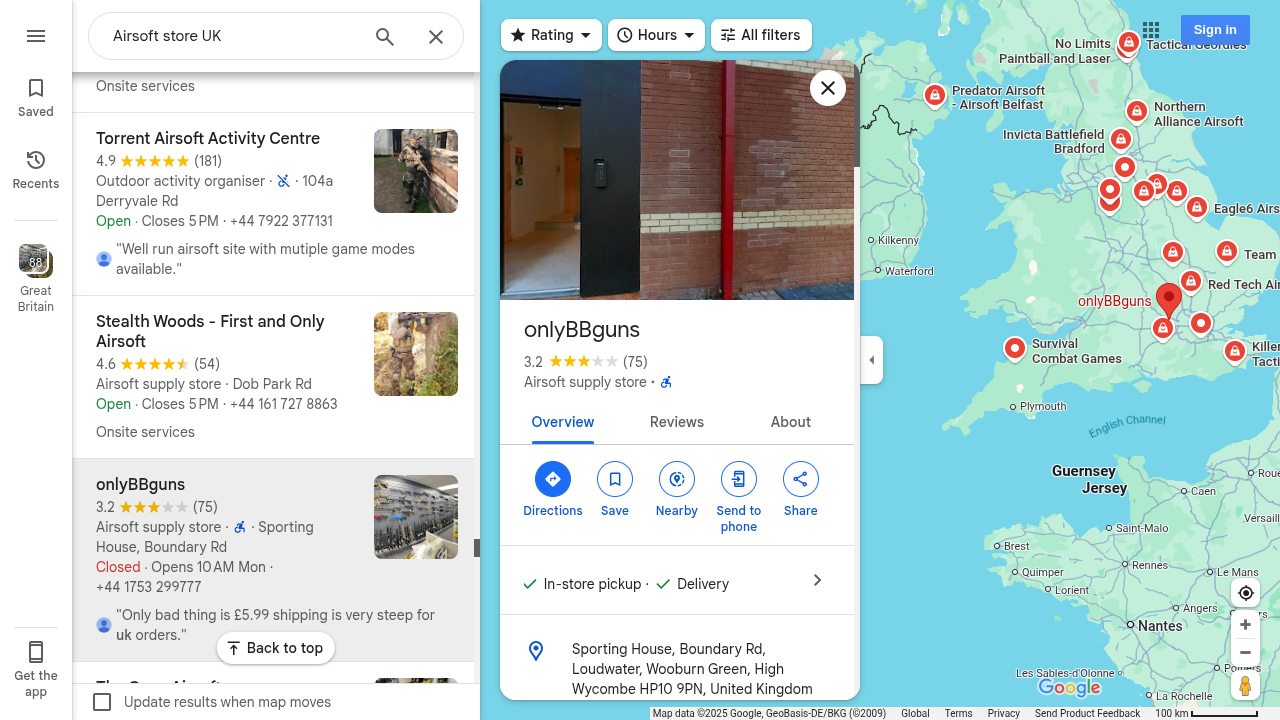 Airsoft store UK
Saved
Recents
88
Great
Britain
Get the
app
Onsite services
Torrent Airsoft Activity Centre
4.9 (181)
Outdoor activity organiser · · 104a
Derryvale Rd
Open · Closes 5 PM · +44 7922 377131
"Well run airsoft site with mutiple game modes
available."
Stealth Woods - First and Only
Airsoft
4.6 (54)
Airsoft supply store · Dob Park Rd
Open · Closes 5 PM · +44 161 727 8863
Onsite services
onlyBBguns
3.2 (75)
Airsoft supply store · · Sporting
House, Boundary Rd
Closed · Opens 10 AM Mon ·
+44 1753 299777
"Only bad thing is £5.99 shipping is very steep for
uk orders."
Back to top
Update results when map moves
Rating
Hours
All filters
onlyBBguns
3.2 (75)
Airsoft supply store ·
Overview
Reviews
About
Directions
Save
Nearby
Send to
phone
Share
In-store pickup · Delivery
Sporting House, Boundary Rd,
Loudwater, Wooburn Green, High
Wycombe HP10 9PN, United Kingdom
Sign in
No Limits
Paintball and Laser
Tactical Geordies
Predator Airsoft
- Airsoft Belfast
Northern
Alliance Airsoft
Invicta Battlefield
Bradford
Eagle6 Airs
Kilkenny
Waterford
Team
Red Tech Air
onlyBBguns
Survival
Combat Games
Killer
Tacti
Plymouth
English Channel
Guernsey
Jersey
Caen
Saint-Malo
Versaill
Brest
Rennes
Quimper
Le Mans
Lorient
Angers
Nantes
Les Sables-d'Olonne
Poitiers
La Rochelle
Google
Map data ©2025 Google, GeoBasis-DE/BKG (©2009)
Global
Terms
Privacy
Send Product Feedback
100 km